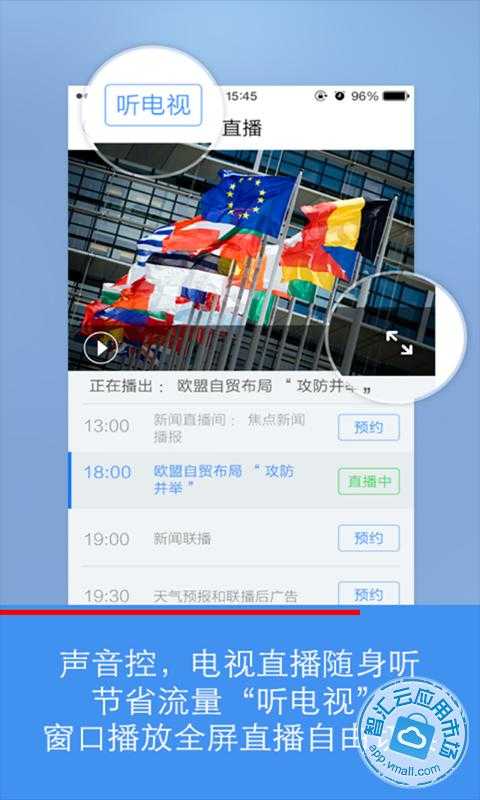 听电视
15:45
96%
直播
正在播出： 欧盟自贸布局 “ 攻防并举 ”
13:00
新闻直播间： 焦点新闻
播报
预约
18:00
欧盟自贸布局 “ 攻防
并举 ”
直播中
19:00
新闻联播
预约
19:30
天气预报和联播后广告
预约
声音控，电视直播随身听
节省流量“听电视”
窗口播放全屏直播自由
智汇云应用市场
app.vmall.com